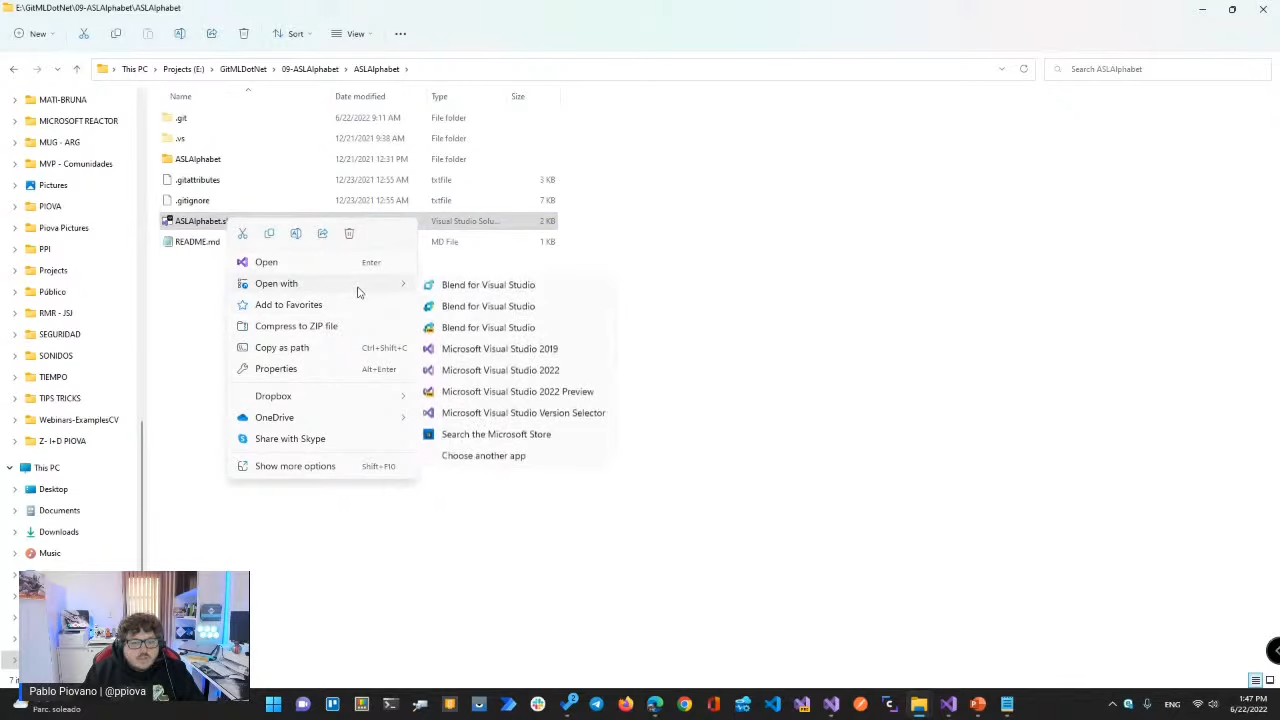 E:\GitMLDotNet\09-ASLAlphabet\ASLAlphabet
New
Sort
View
This PC
Projects (E:)
GitMLDotNet
09-ASLAlphabet
ASLAlphabet
Search ASLAlphabet
Name
Date modified
Type
Size
MATI-BRUNA
MICROSOFT REACTOR
MUG - ARG
MVP - Comunidades
Pictures
PIOVA
Piova Pictures
PPI
Projects
Público
RMR - JSJ
SEGURIDAD
SONIDOS
TIEMPO
TIPS TRICKS
Webinars-ExamplesCV
Z- I+D PIOVA
This PC
Desktop
Documents
Downloads
Music
.git 6/22/2022 9:11 AM File folder
.vs 12/21/2021 9:38 AM File folder
ASLAlphabet 12/21/2021 12:31 PM File folder
.gitattributes 12/23/2021 12:55 AM txtfile 3 KB
.gitignore 12/23/2021 12:55 AM txtfile 7 KB
ASLAlphabet.s Visual Studio Solu... 2 KB
README.md MD File 1 KB
Open Enter
Open with
Add to Favorites
Compress to ZIP file
Copy as path Ctrl+Shift+C
Properties Alt+Enter
Dropbox
OneDrive
Share with Skype
Show more options Shift+F10
Blend for Visual Studio
Blend for Visual Studio
Blend for Visual Studio
Microsoft Visual Studio 2019
Microsoft Visual Studio 2022
Microsoft Visual Studio 2022 Preview
Microsoft Visual Studio Version Selector
Search the Microsoft Store
Choose another app
Pablo Piovano | @ppiova
Parc. soleado
2
1:47 PM
6/22/2022